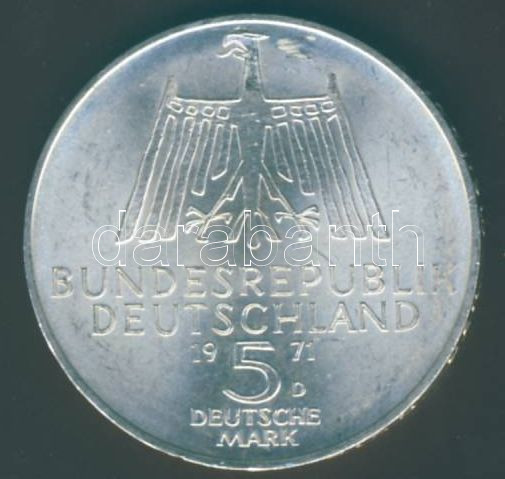 darabanth
BUNDESREPUBLIK
DEUTSCHLAND
19 71
5
D
DEUTSCHE
MARK